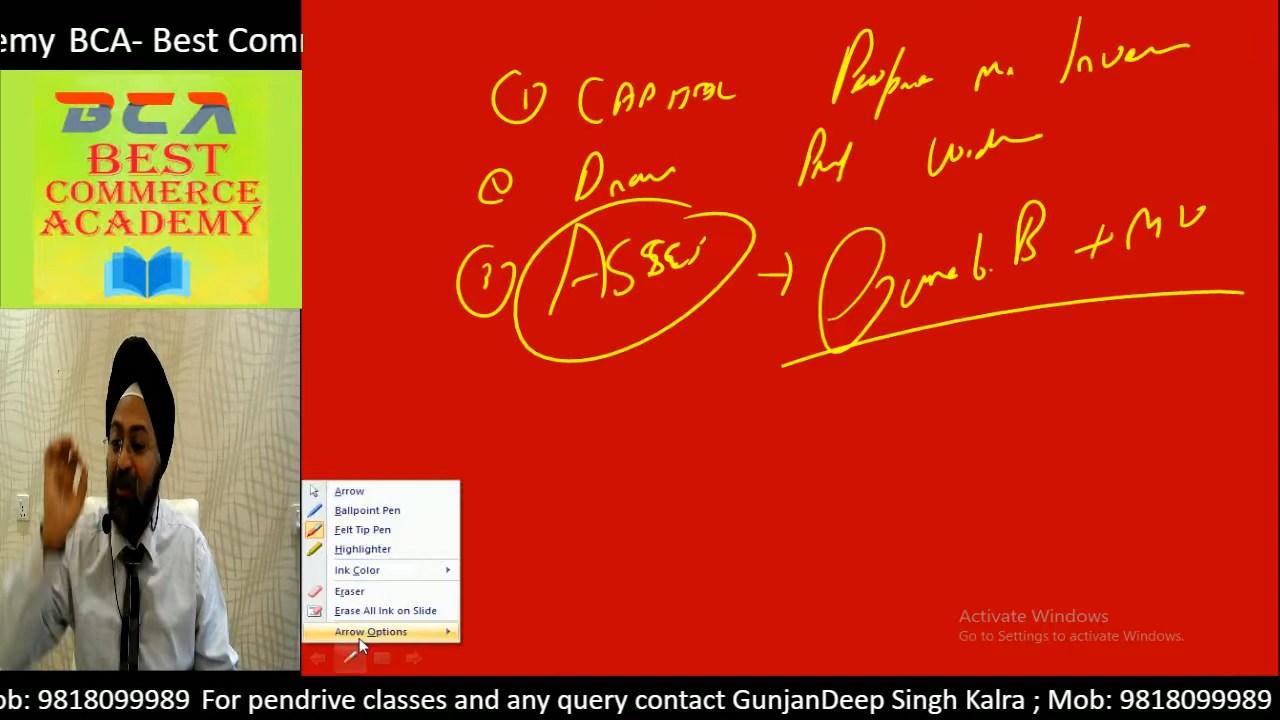 emy BCA- Best Comm
BCA
BEST
COMMERCE
ACADEMY
① CAPITAL
Draw
③ ASSET → B + MV
Arrow
Ballpoint Pen
Felt Tip Pen
Highlighter
Ink Color
Eraser
Erase All Ink on Slide
Arrow Options
Activate Windows
Go to Settings to activate Windows.
ob: 9818099989 For pendrive classes and any query contact GunjanDeep Singh Kalra ; Mob: 9818099989